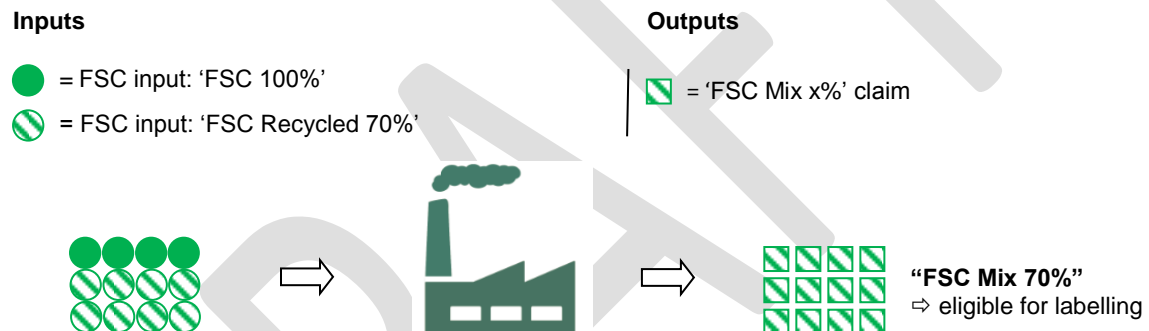 Inputs
Outputs
= FSC input: ‘FSC 100%’
= ‘FSC Mix x%’ claim
= FSC input: ‘FSC Recycled 70%’
“FSC Mix 70%”
⇨ eligible for labelling